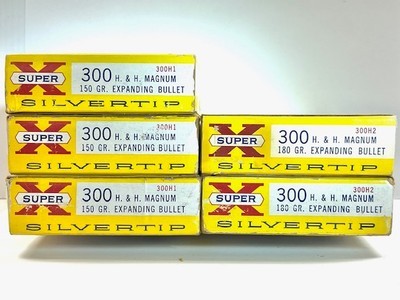 300H1
SUPER X 300 H. & H. MAGNUM
150 GR. EXPANDING BULLET
SILVERTIP
300H1
SUPER X 300 H. & H. MAGNUM
150 GR. EXPANDING BULLET
SILVERTIP
300H2
SUPER X 300 H. & H. MAGNUM
180 GR. EXPANDING BULLET
SILVERTIP
300H1
SUPER X 300 H. & H. MAGNUM
150 GR. EXPANDING BULLET
SILVERTIP
300H2
SUPER X 300 H. & H. MAGNUM
180 GR. EXPANDING BULLET
SILVERTIP